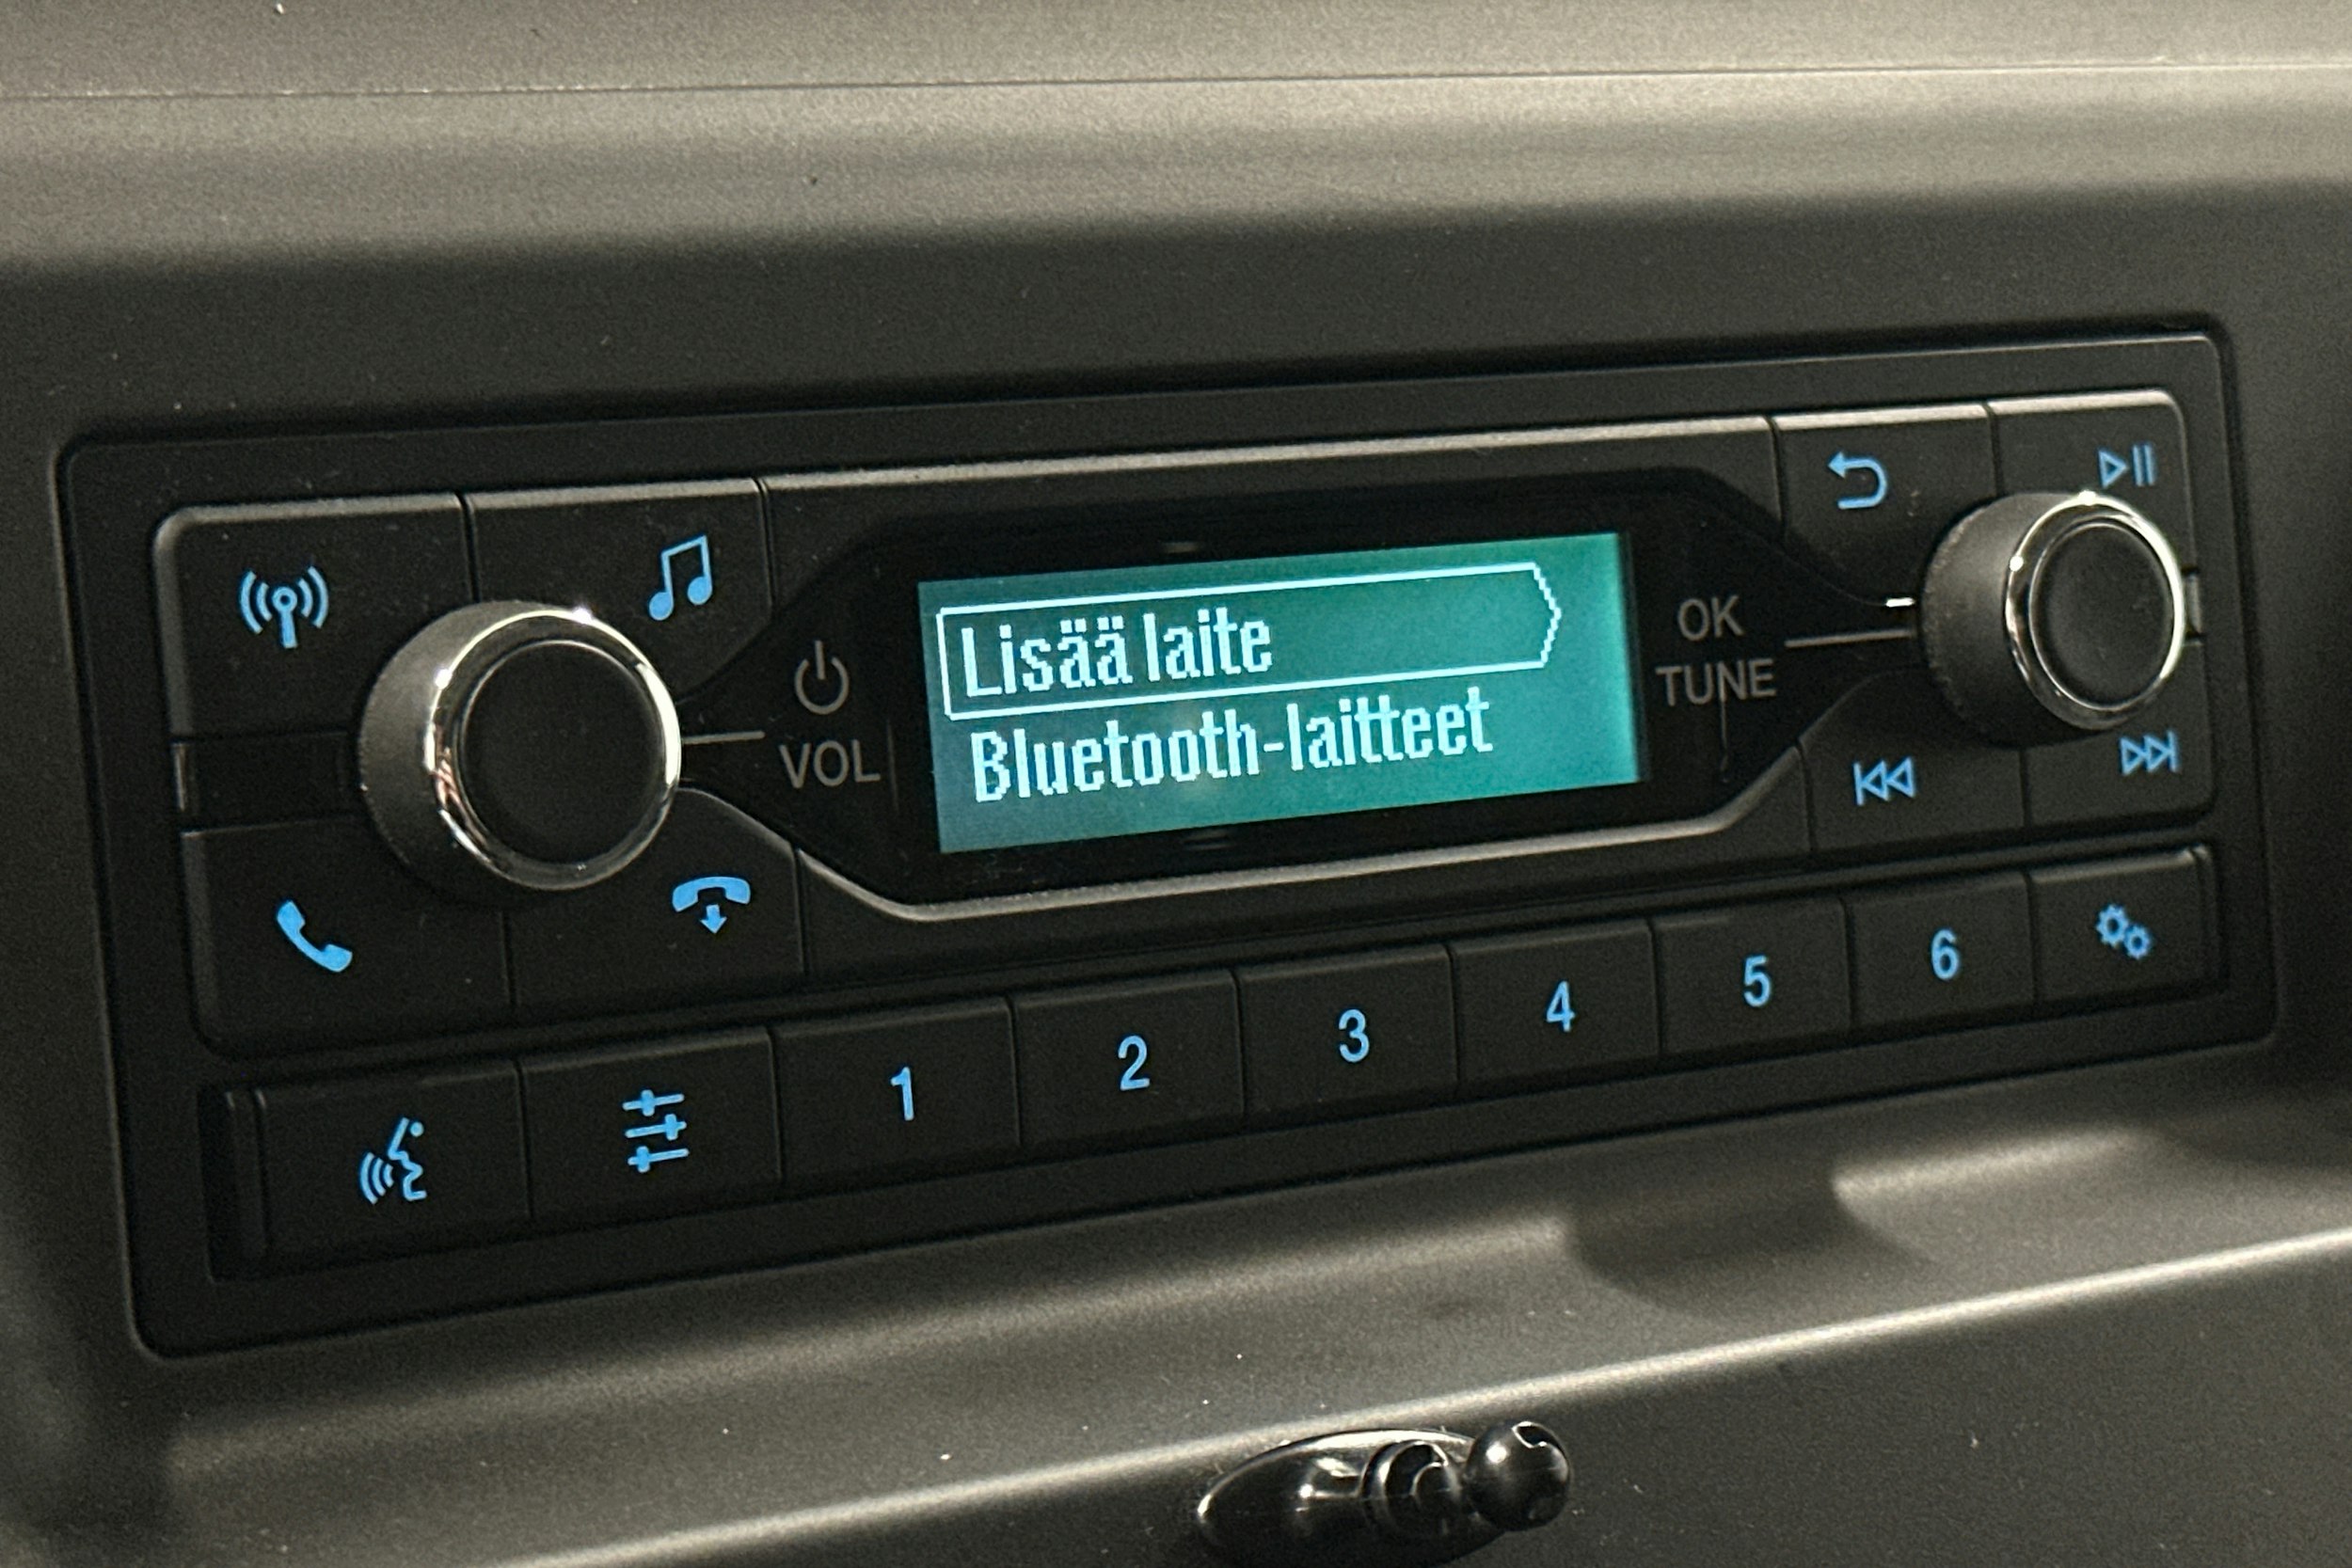 Lisää laite
Bluetooth-laitteet
VOL
OK
TUNE
1
2
3
4
5
6